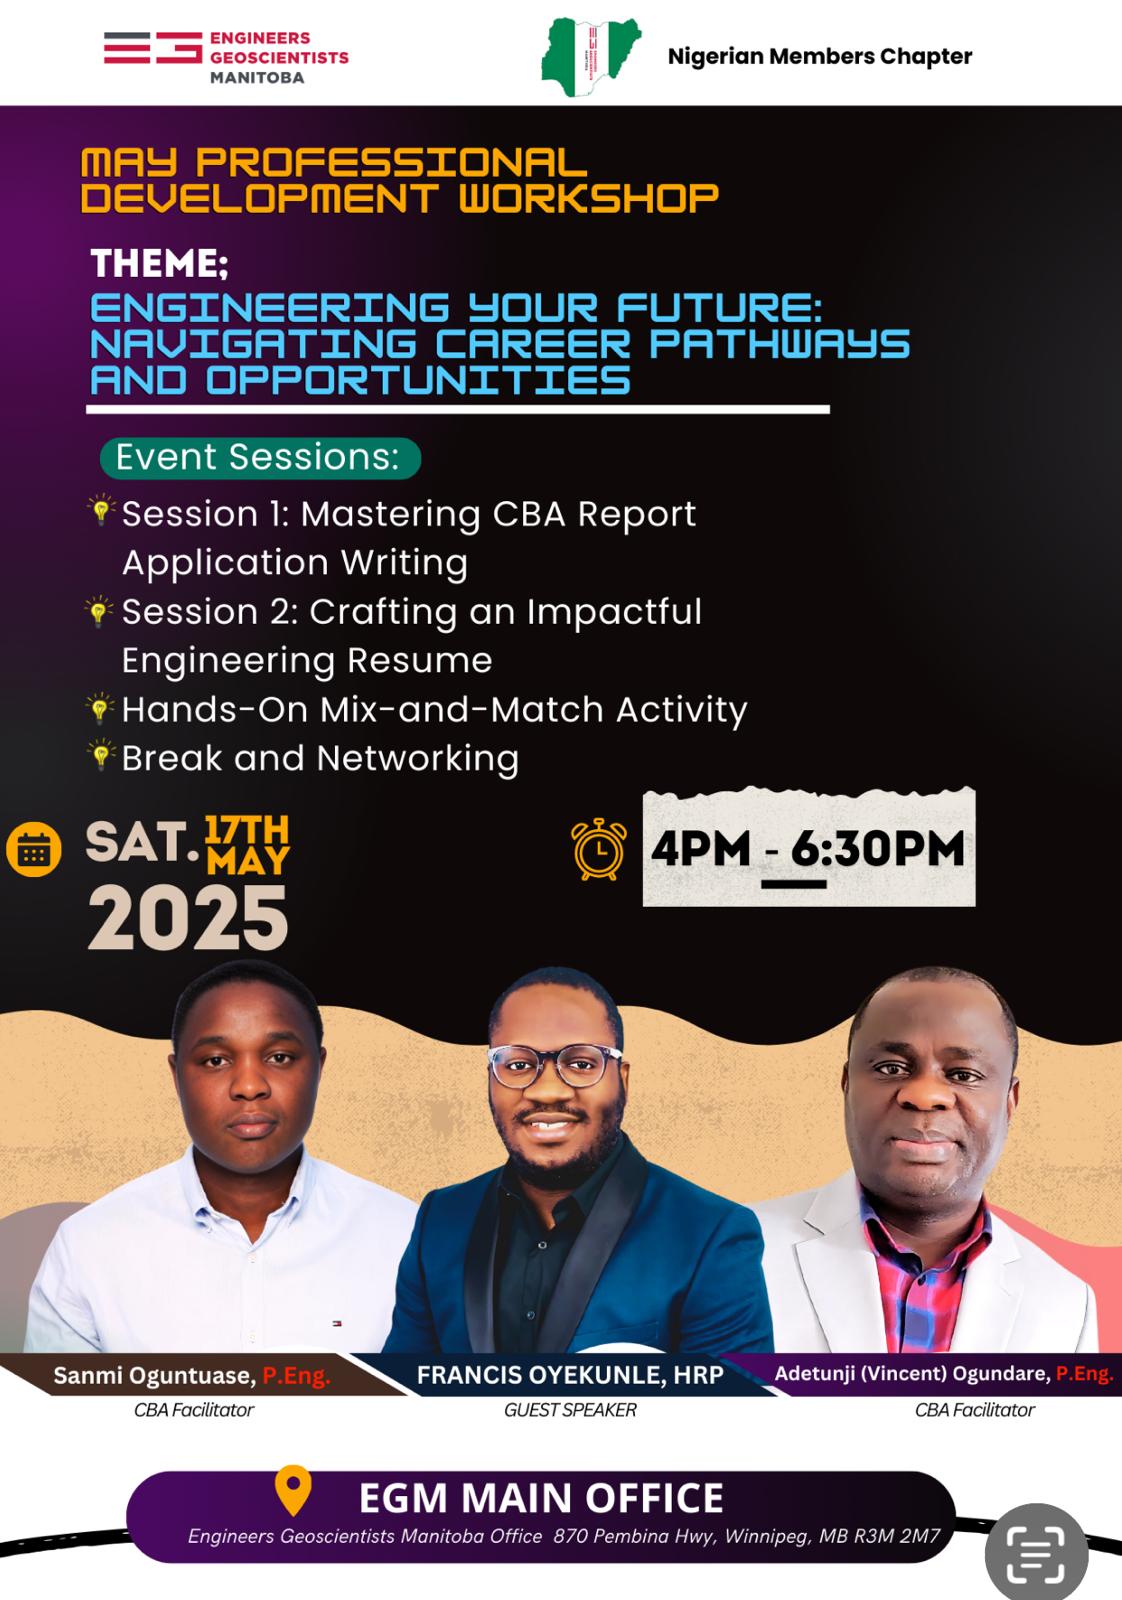 ENGINEERS
GEOSCIENTISTS
MANITOBA
Nigerian Members Chapter
MAY PROFESSIONAL
DEVELOPMENT WORKSHOP
THEME;
ENGINEERING YOUR FUTURE:
NAVIGATING CAREER PATHWAYS
AND OPPORTUNITIES
Event Sessions:
Session 1: Mastering CBA Report
Application Writing
Session 2: Crafting an Impactful
Engineering Resume
Hands-On Mix-and-Match Activity
Break and Networking
SAT. 17TH
MAY
2025
4PM - 6:30PM
Sanmi Oguntuase, P.Eng.
CBA Facilitator
FRANCIS OYEKUNLE, HRP
GUEST SPEAKER
Adetunji (Vincent) Ogundare, P.Eng.
CBA Facilitator
EGM MAIN OFFICE
Engineers Geoscientists Manitoba Office 870 Pembina Hwy, Winnipeg, MB R3M 2M7